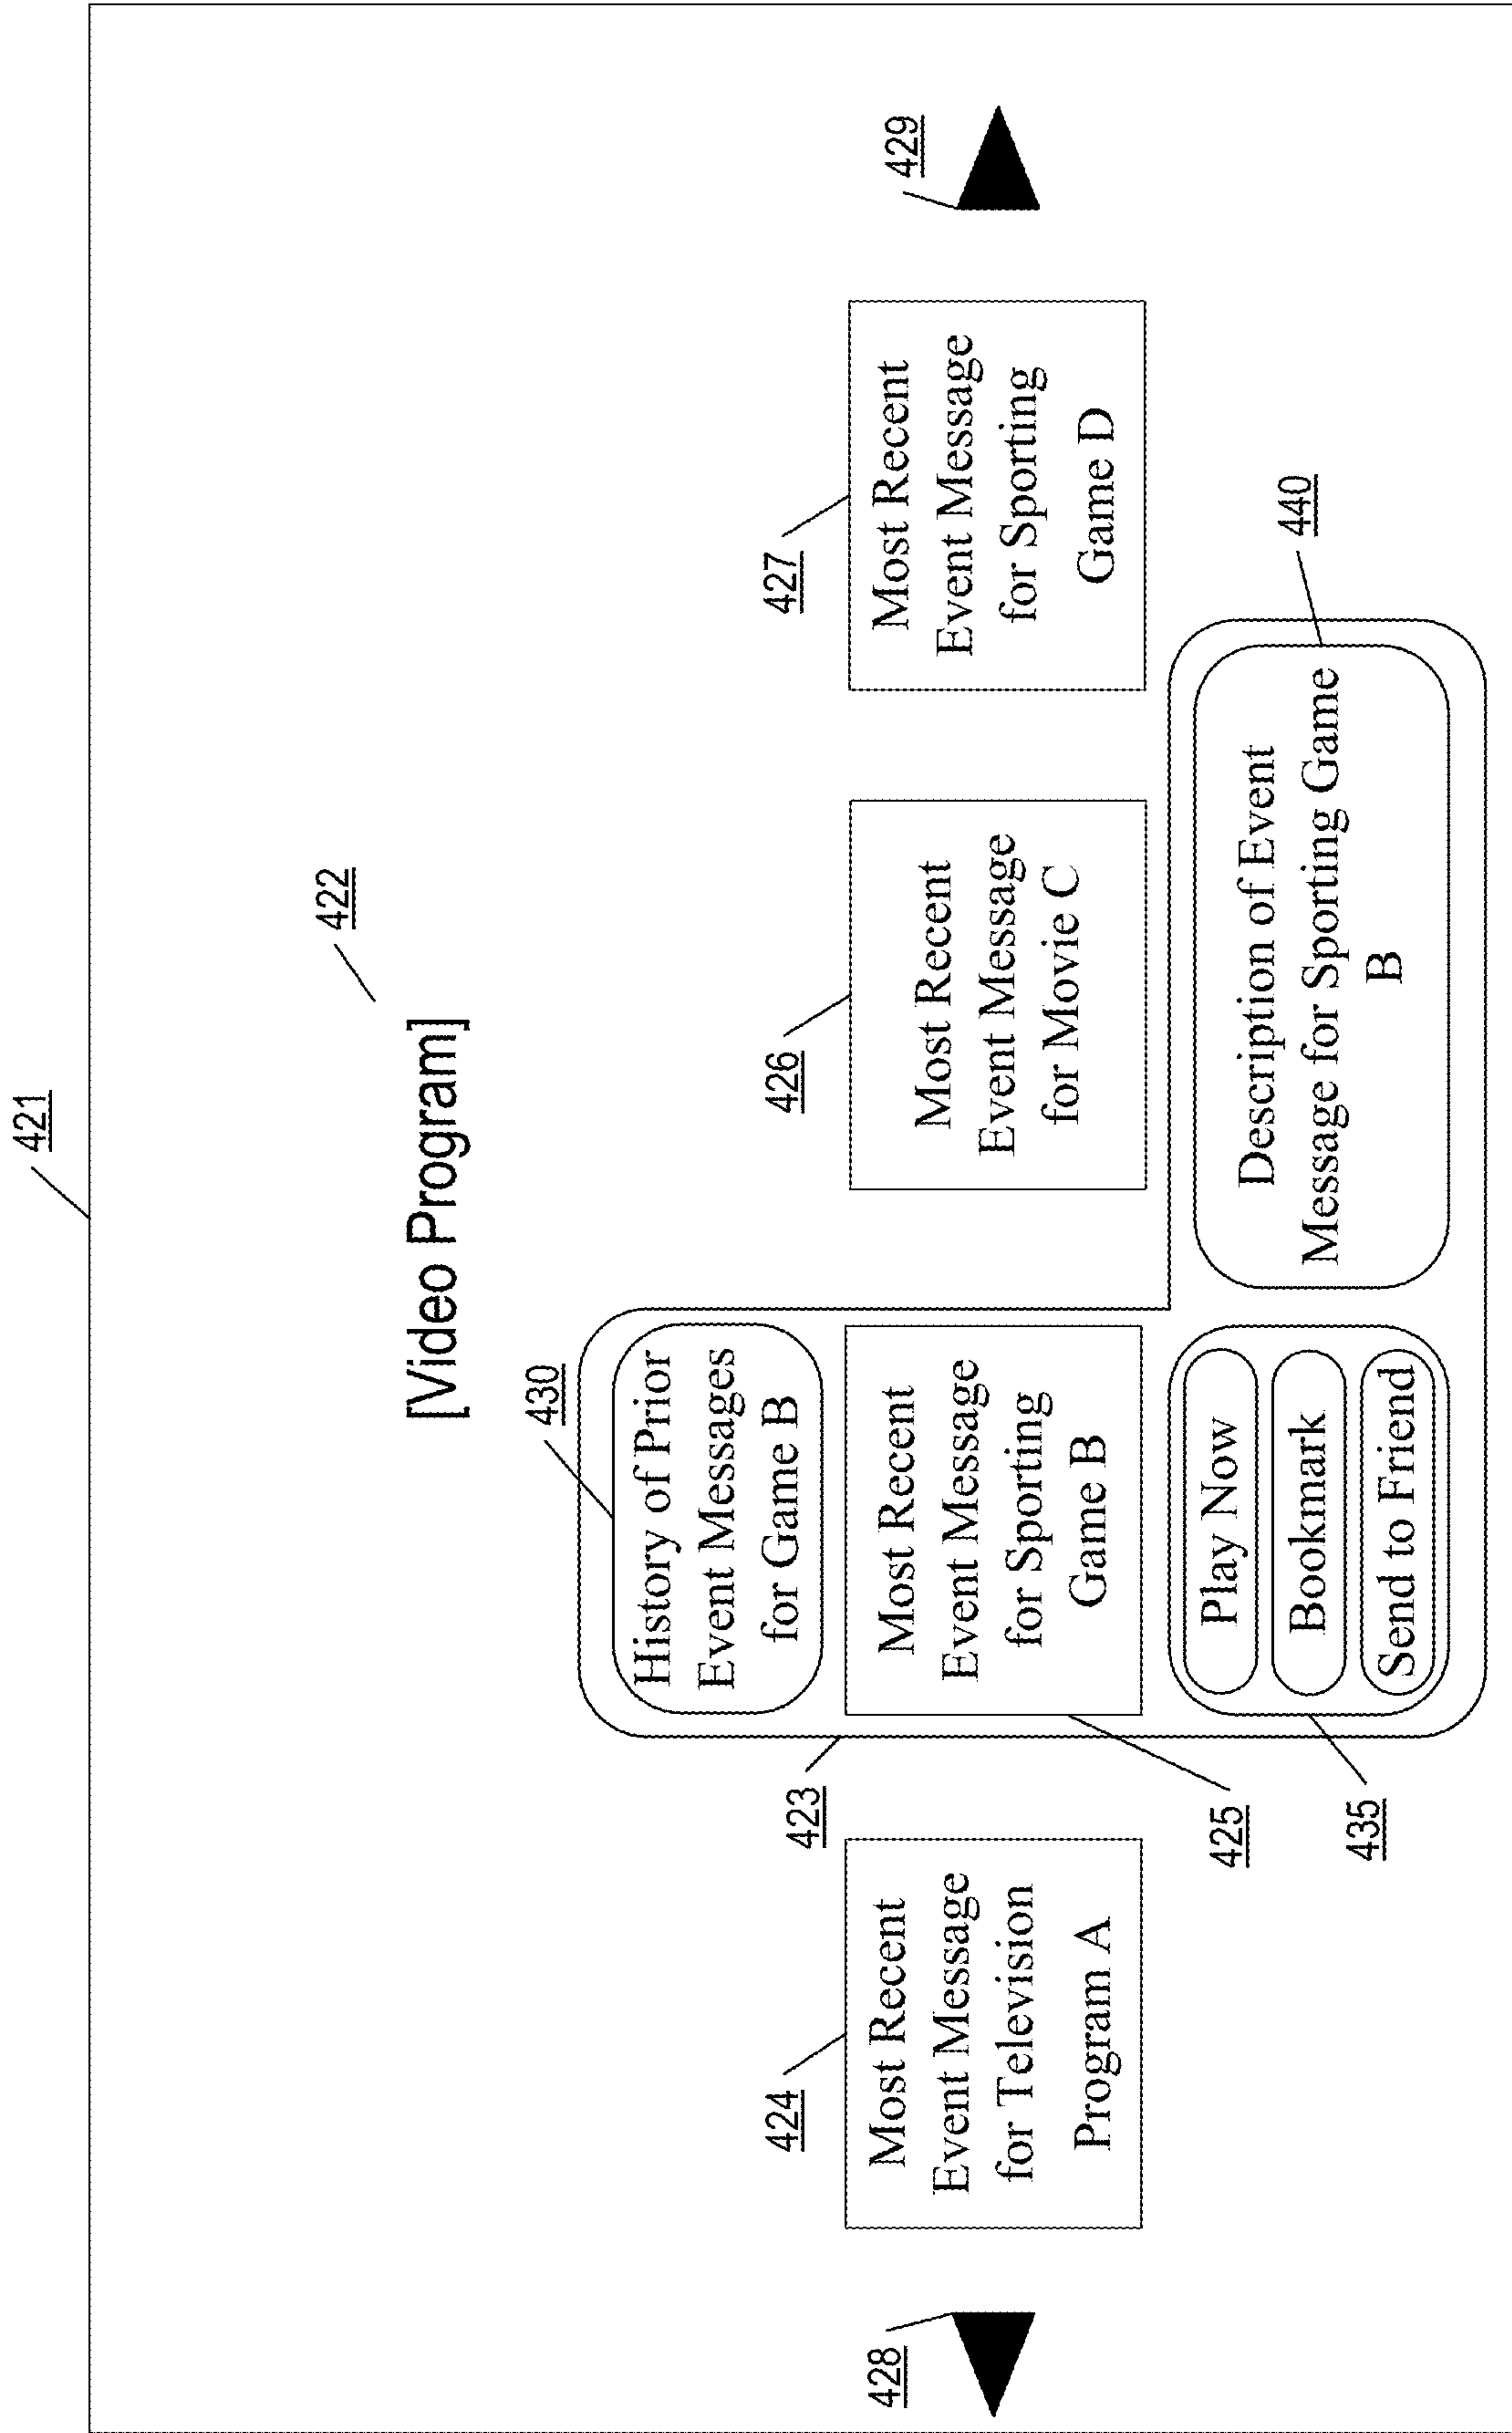 421
422
[Video Program]
430
History of Prior
Event Messages
for Game B
423
424
Most Recent
Event Message
for Television
Program A
Most Recent
Event Message
for Sporting
Game B
425
426
Most Recent
Event Message
for Movie C
427
Most Recent
Event Message
for Sporting
Game D
428
429
Play Now
Bookmark
Send to Friend
435
Description of Event
Message for Sporting Game
B
440